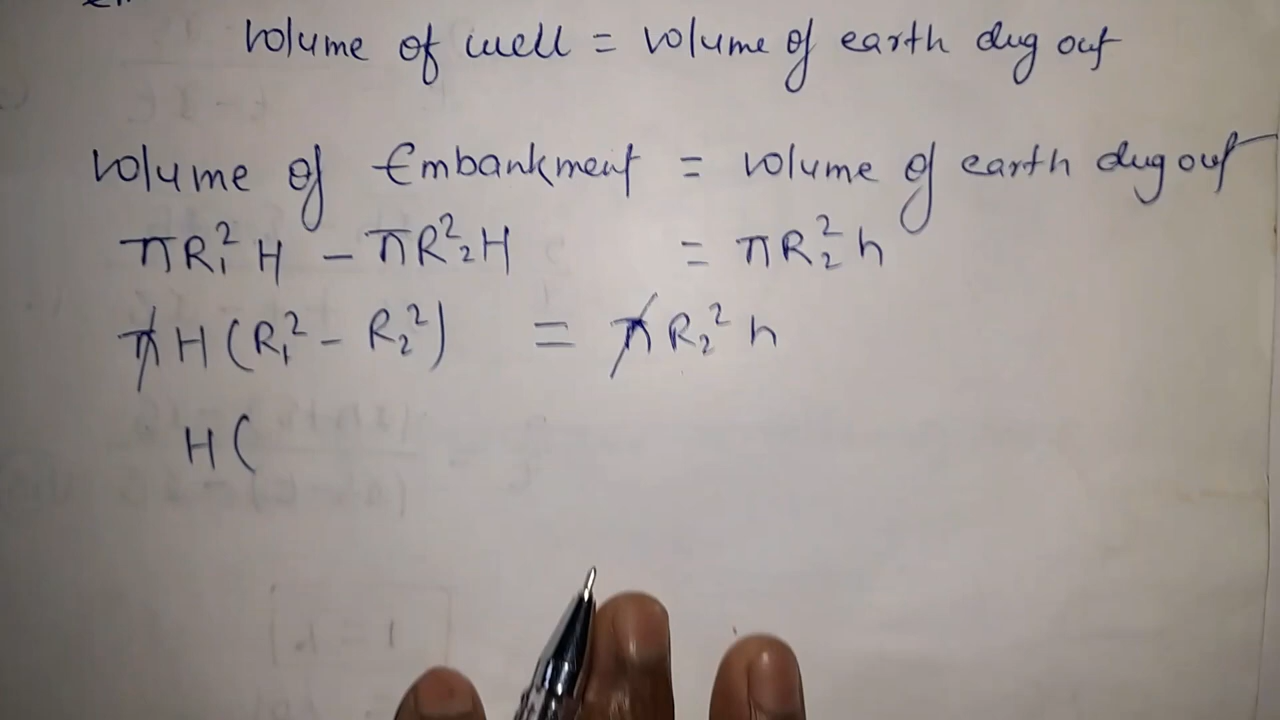 volume of well = volume of earth dug out
volume of Embankment = volume of earth dug out
πR₁²H - πR₂²H = πR₂²h
πH(R₁² - R₂²) = πR₂²h
H(